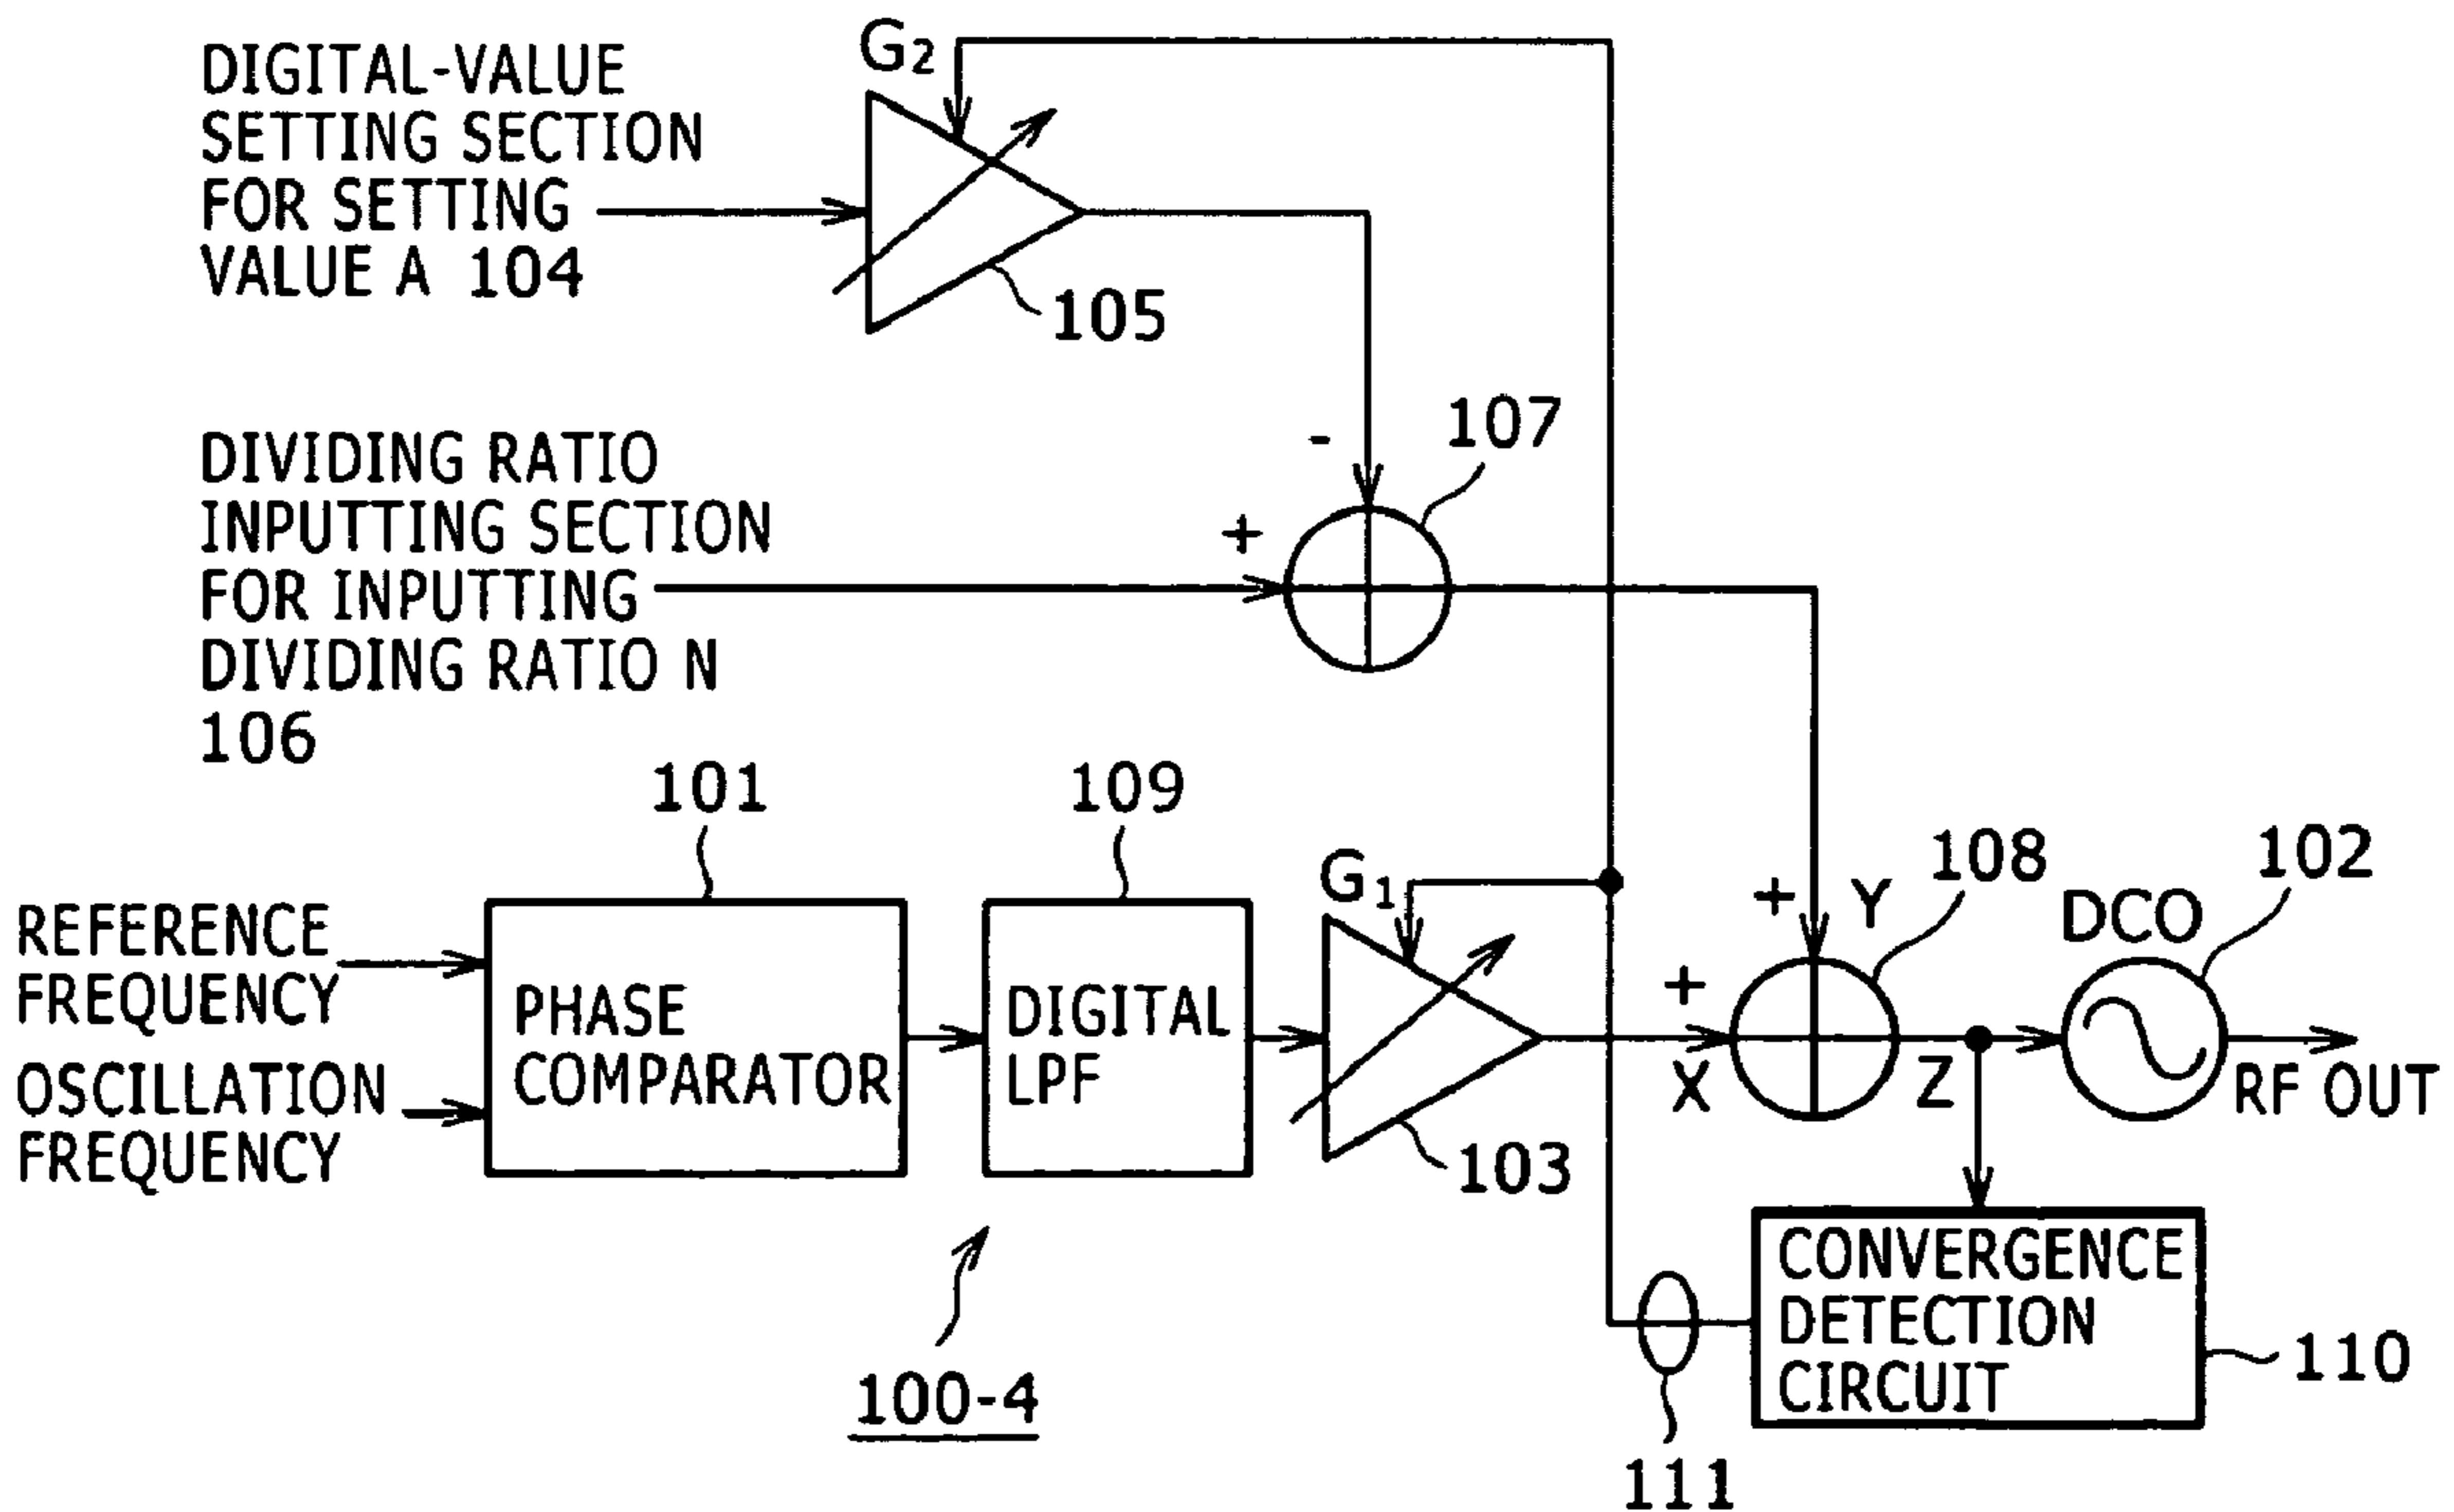 G2
DIGITAL-VALUE
SETTING SECTION
FOR SETTING
VALUE A 104
105
-
107
DIVIDING RATIO
INPUTTING SECTION
FOR INPUTTING
DIVIDING RATIO N
106
+
101
109
G1
+ Y
108
102
DCO
REFERENCE
FREQUENCY
OSCILLATION
FREQUENCY
PHASE
COMPARATOR
DIGITAL
LPF
103
+
X
Z
RF OUT
CONVERGENCE
DETECTION
CIRCUIT
110
111
100-4